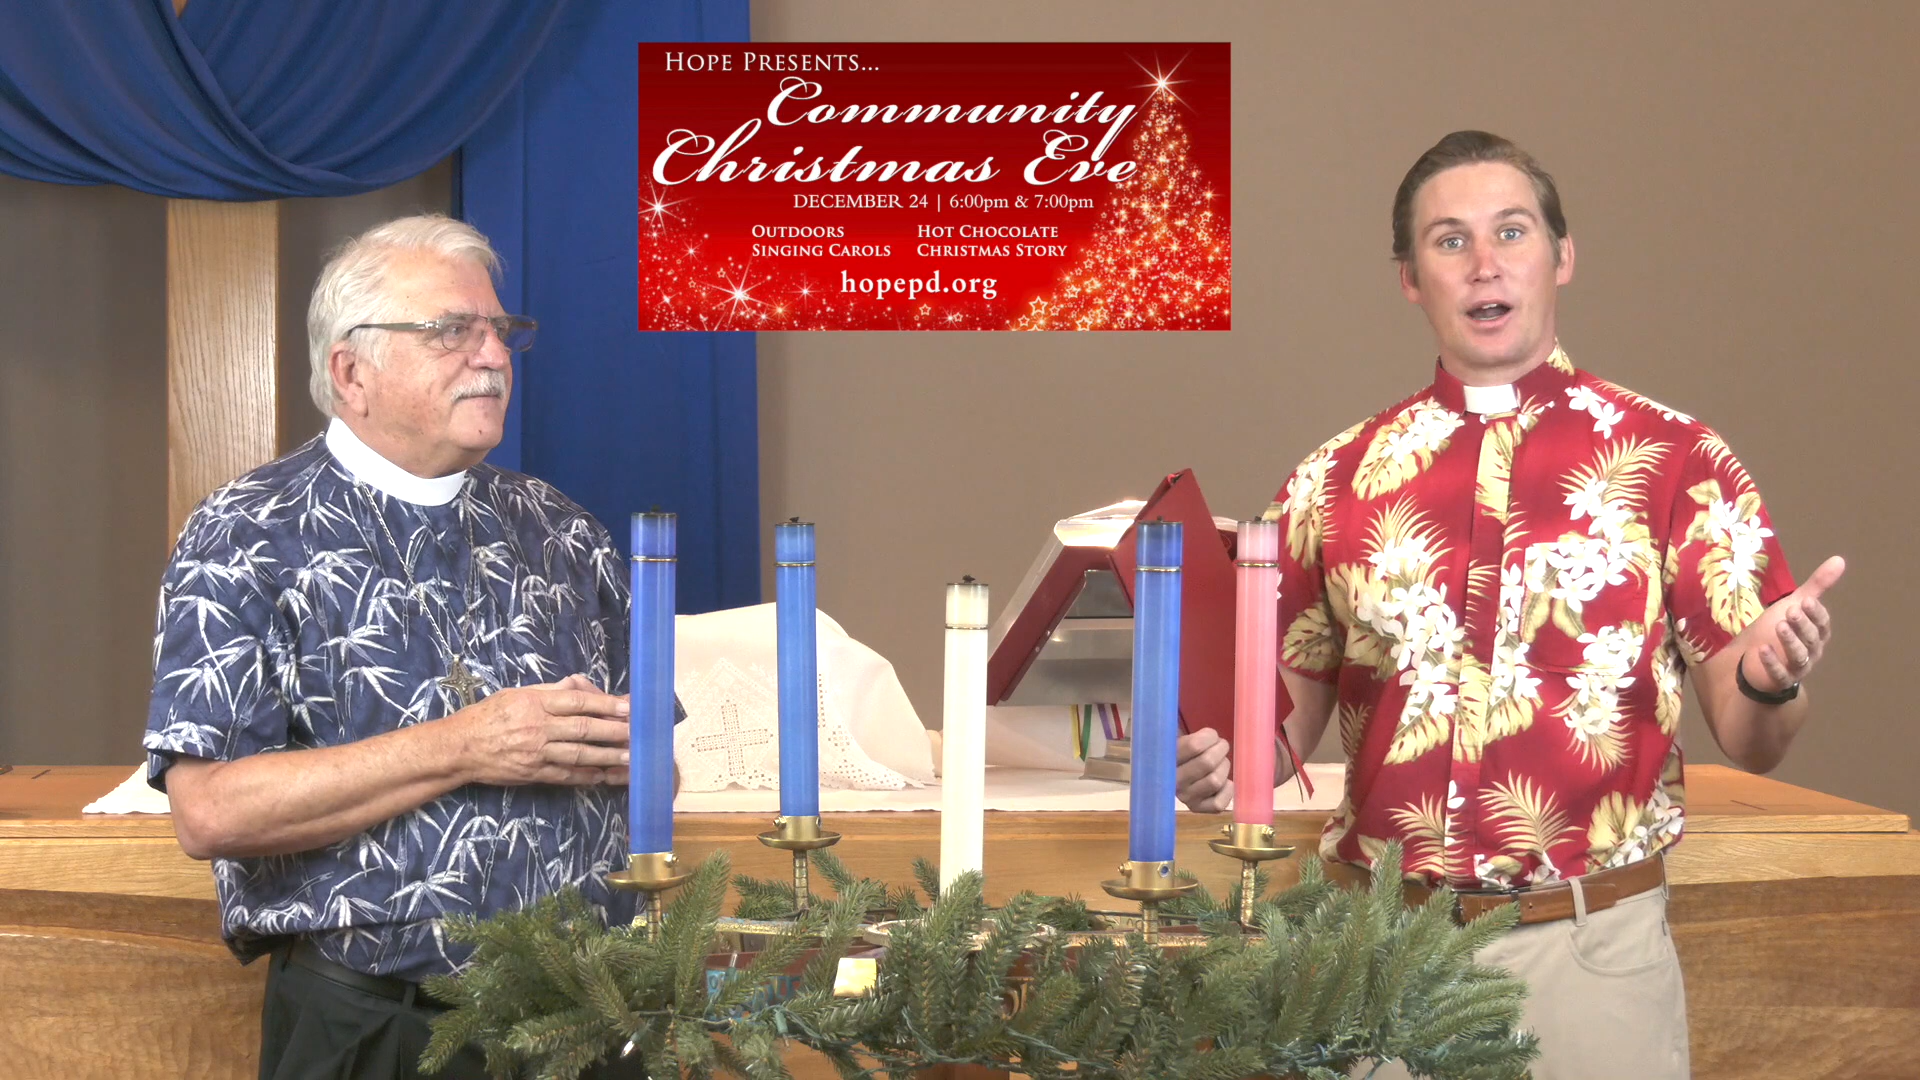 HOPE PRESENTS...
Community
Christmas Eve
DECEMBER 24 | 6:00pm & 7:00pm
OUTDOORS HOT CHOCOLATE
SINGING CAROLS CHRISTMAS STORY
hopepd.org